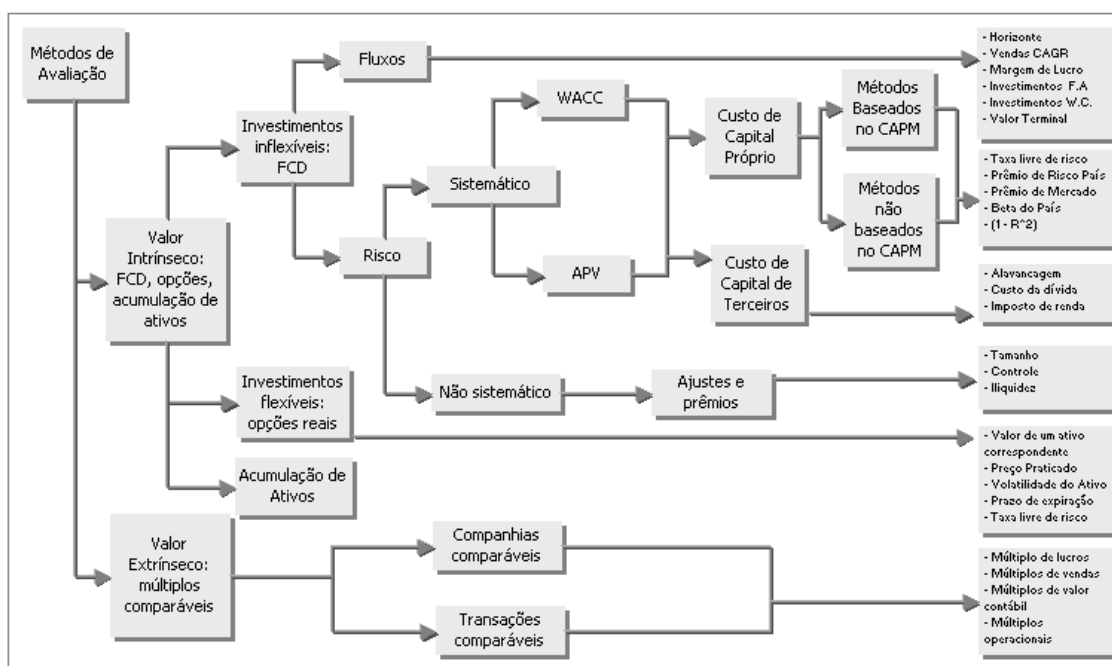 Métodos de
Avaliação
Fluxos
- Horizonte
- Vendas CAGR
- Margem de Lucro
- Investimentos F.A
- Investimentos W.C.
- Valor Terminal
Investimentos
inflexíveis:
FCD
WACC
Custo de
Capital
Próprio
Métodos
Baseados
no CAPM
Sistemático
Métodos
não
baseados
no CAPM
- Taxa livre de risco
- Prêmio de Risco País
- Prêmio de Mercado
- Beta do País
- (1 - R^2)
Valor
Intrínseco:
FCD, opções,
acumulação de
ativos
Risco
APV
Custo de
Capital de
Terceiros
- Alavancagem
- Custo da dívida
- Imposto de renda
Investimentos
flexíveis:
opções reais
Não sistemático
Ajustes e
prêmios
- Tamanho
- Controle
- Iliquidez
Acumulação de
Ativos
- Valor de um ativo
correspondente
- Preço Praticado
- Volatilidade do Ativo
- Prazo de expiração
- Taxa livre de risco
Valor
Extrínseco:
múltiplos
comparáveis
Companhias
comparáveis
Transações
comparáveis
- Múltiplo de lucros
- Múltiplos de vendas
- Múltiplos de valor
contábil
- Múltiplos
operacionais